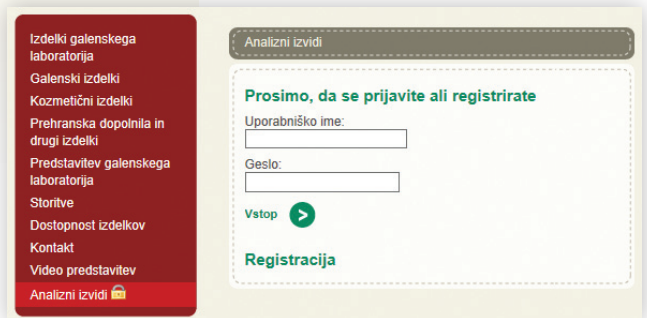 Izdelki galenskega
laboratorija
Galenski izdelki
Kozmetični izdelki
Prehranska dopolnila in
drugi izdelki
Predstavitev galenskega
laboratorija
Storitve
Dostopnost izdelkov
Kontakt
Video predstavitev
Analizni izvidi
Analizni izvidi
Prosimo, da se prijavite ali registrirate
Uporabniško ime:
Geslo:
Vstop
Registracija